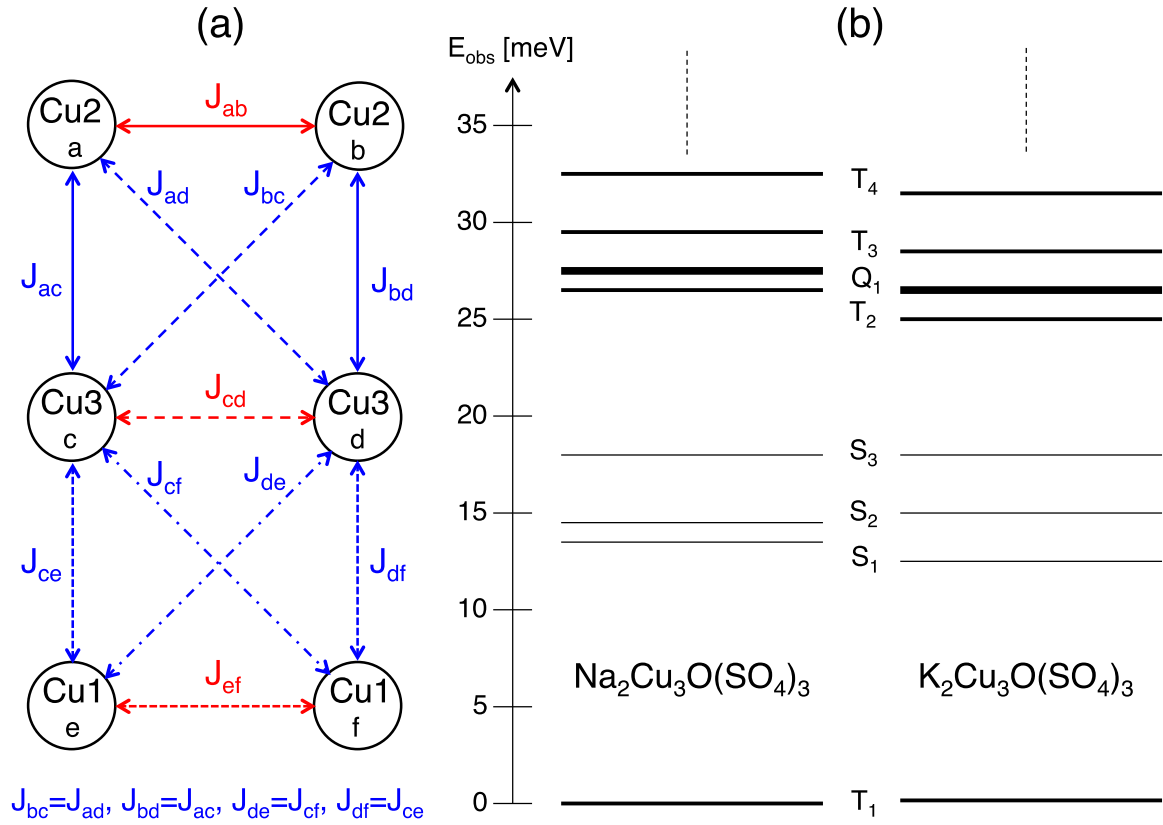 (a)
Cu2
a
J_ab
Cu2
b
J_ad
J_bc
J_ac
J_bd
Cu3
c
J_cd
Cu3
d
J_cf
J_de
J_ce
J_df
Cu1
e
J_ef
Cu1
f
J_bc=J_ad, J_bd=J_ac, J_de=J_cf, J_df=J_ce
(b)
E_obs [meV]
35
30
25
20
15
10
5
0
T_4
T_3
Q_1
T_2
S_3
S_2
S_1
T_1
Na_2Cu_3O(SO_4)_3
K_2Cu_3O(SO_4)_3